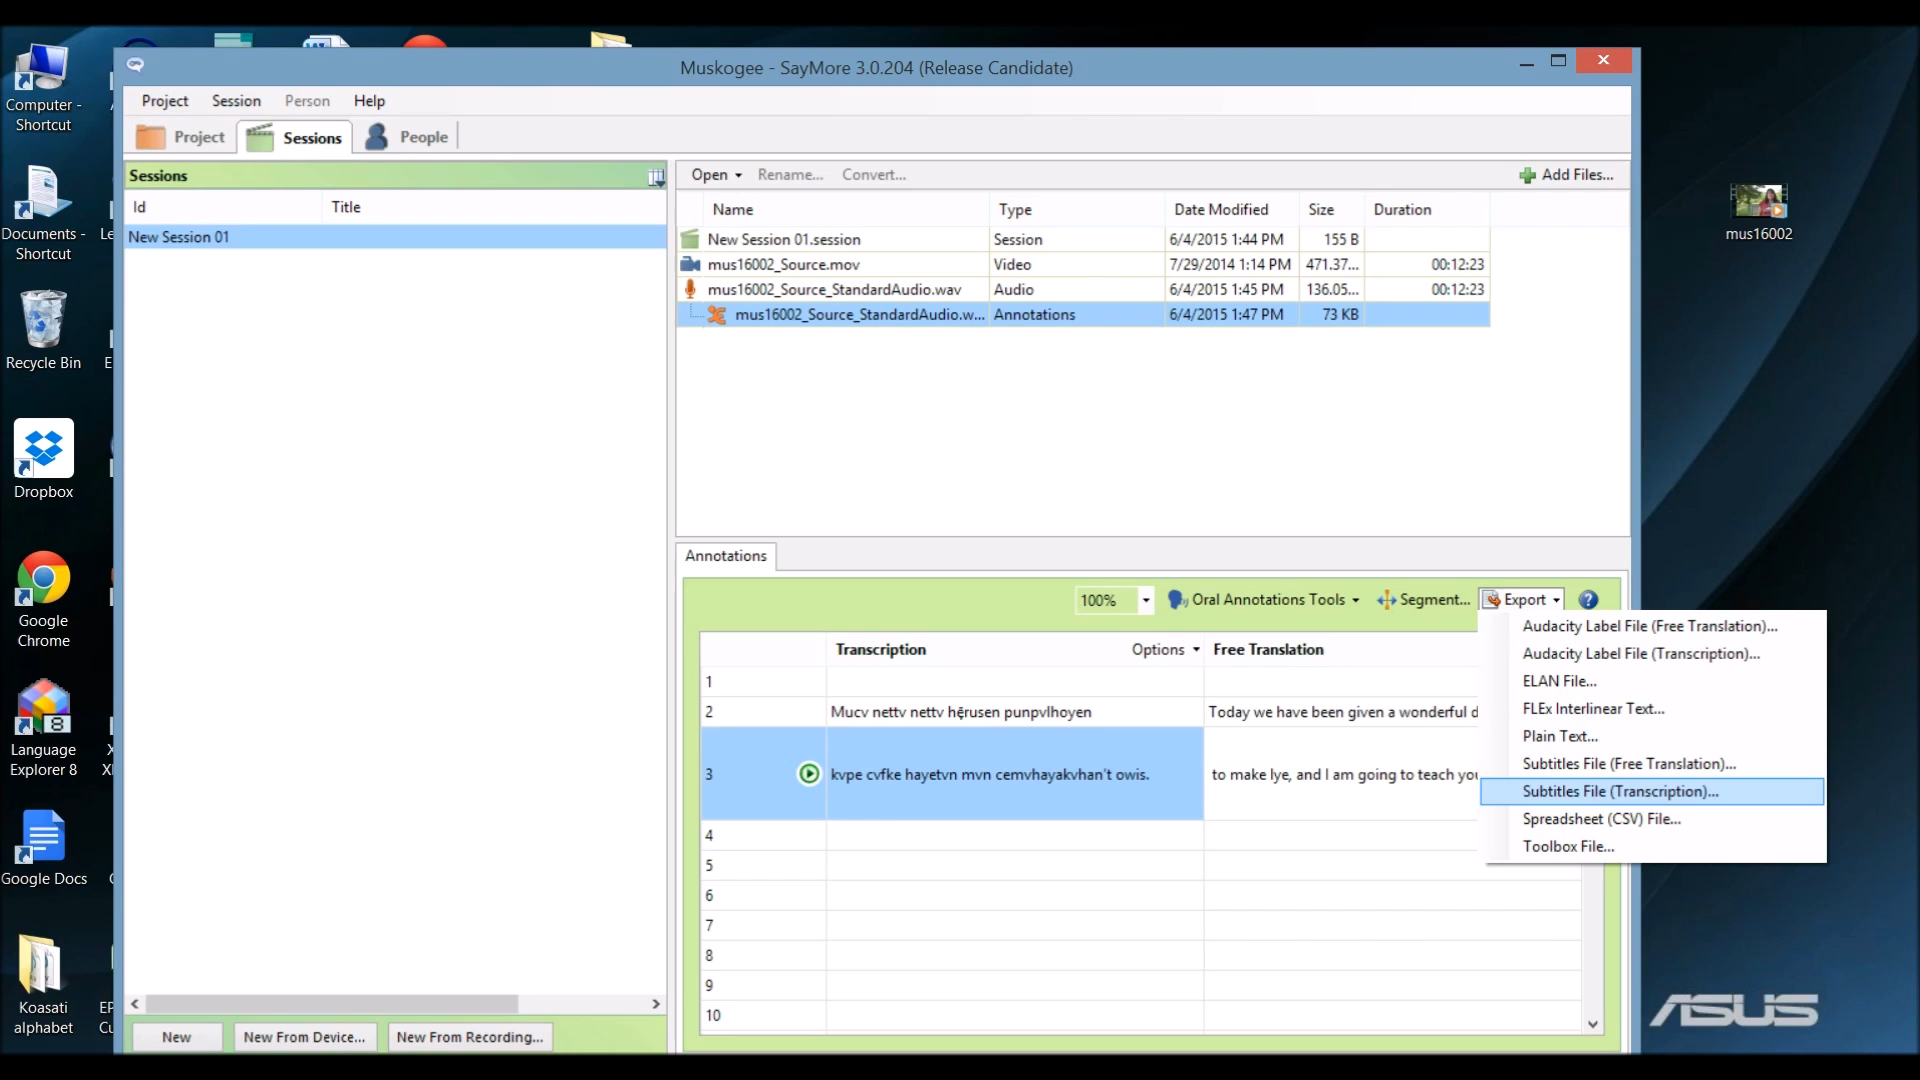 Muskogee - SayMore 3.0.204 (Release Candidate)
Project Session Person Help
Project Sessions People
Sessions
Id Title
New Session 01
Open Rename... Convert... Add Files...
Name Type Date Modified Size Duration
New Session 01.session Session 6/4/2015 1:44 PM 155 B
mus16002_Source.mov Video 7/29/2014 1:14 PM 471.37... 00:12:23
mus16002_Source_StandardAudio.wav Audio 6/4/2015 1:45 PM 136.05... 00:12:23
mus16002_Source_StandardAudio.w... Annotations 6/4/2015 1:47 PM 73 KB
Annotations
100% Oral Annotations Tools Segment... Export ?
Transcription Options Free Translation
1
2 Mucv nettv nettv hę̄rusen punpvlhoyen Today we have been given a wonderful d
3 kvpe cvfke hayetvn mvn cemvhayakvhan't owis. to make lye, and I am going to teach you
4
5
6
7
8
9
10
Audacity Label File (Free Translation)...
Audacity Label File (Transcription)...
ELAN File...
FLEx Interlinear Text...
Plain Text...
Subtitles File (Free Translation)...
Subtitles File (Transcription)...
Spreadsheet (CSV) File...
Toolbox File...
New New From Device... New From Recording...
Computer -
Shortcut
Documents -
Shortcut
Recycle Bin
Dropbox
Google
Chrome
8
Language
Explorer 8
Google Docs
Koasati
alphabet
mus16002
ASUS